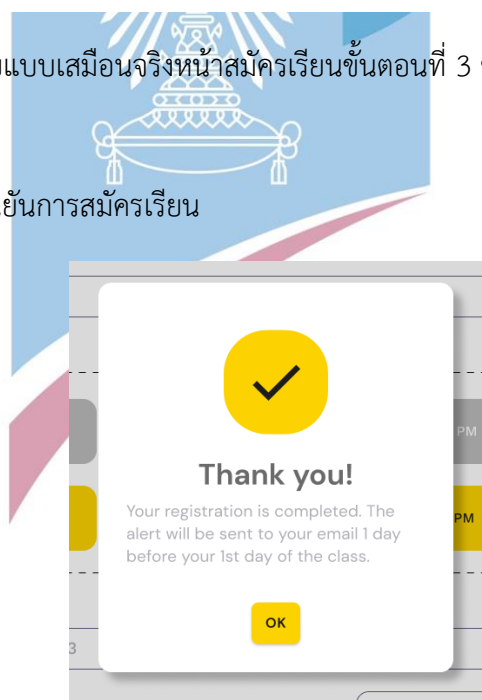 แบบเสมือนจริงหน้าสมัครเรียนขั้นตอนที่ 3
ยันการสมัครเรียน
PM
Thank you!
Your registration is completed. The
alert will be sent to your email 1 day
before your 1st day of the class.
PM
OK
3